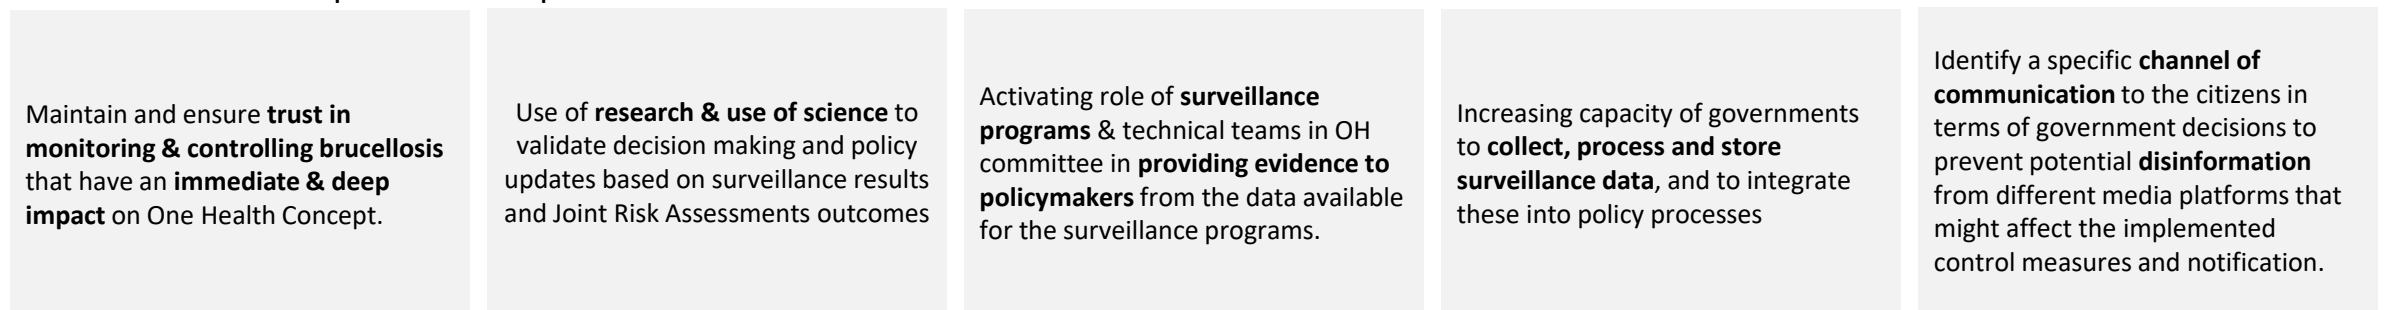 Maintain and ensure trust in
monitoring & controlling brucellosis
that have an immediate & deep
impact on One Health Concept.
Use of research & use of science to
validate decision making and policy
updates based on surveillance results
and Joint Risk Assessments outcomes
Activating role of surveillance
programs & technical teams in OH
committee in providing evidence to
policymakers from the data available
for the surveillance programs.
Increasing capacity of governments
to collect, process and store
surveillance data, and to integrate
these into policy processes
Identify a specific channel of
communication to the citizens in
terms of government decisions to
prevent potential disinformation
from different media platforms that
might affect the implemented
control measures and notification.